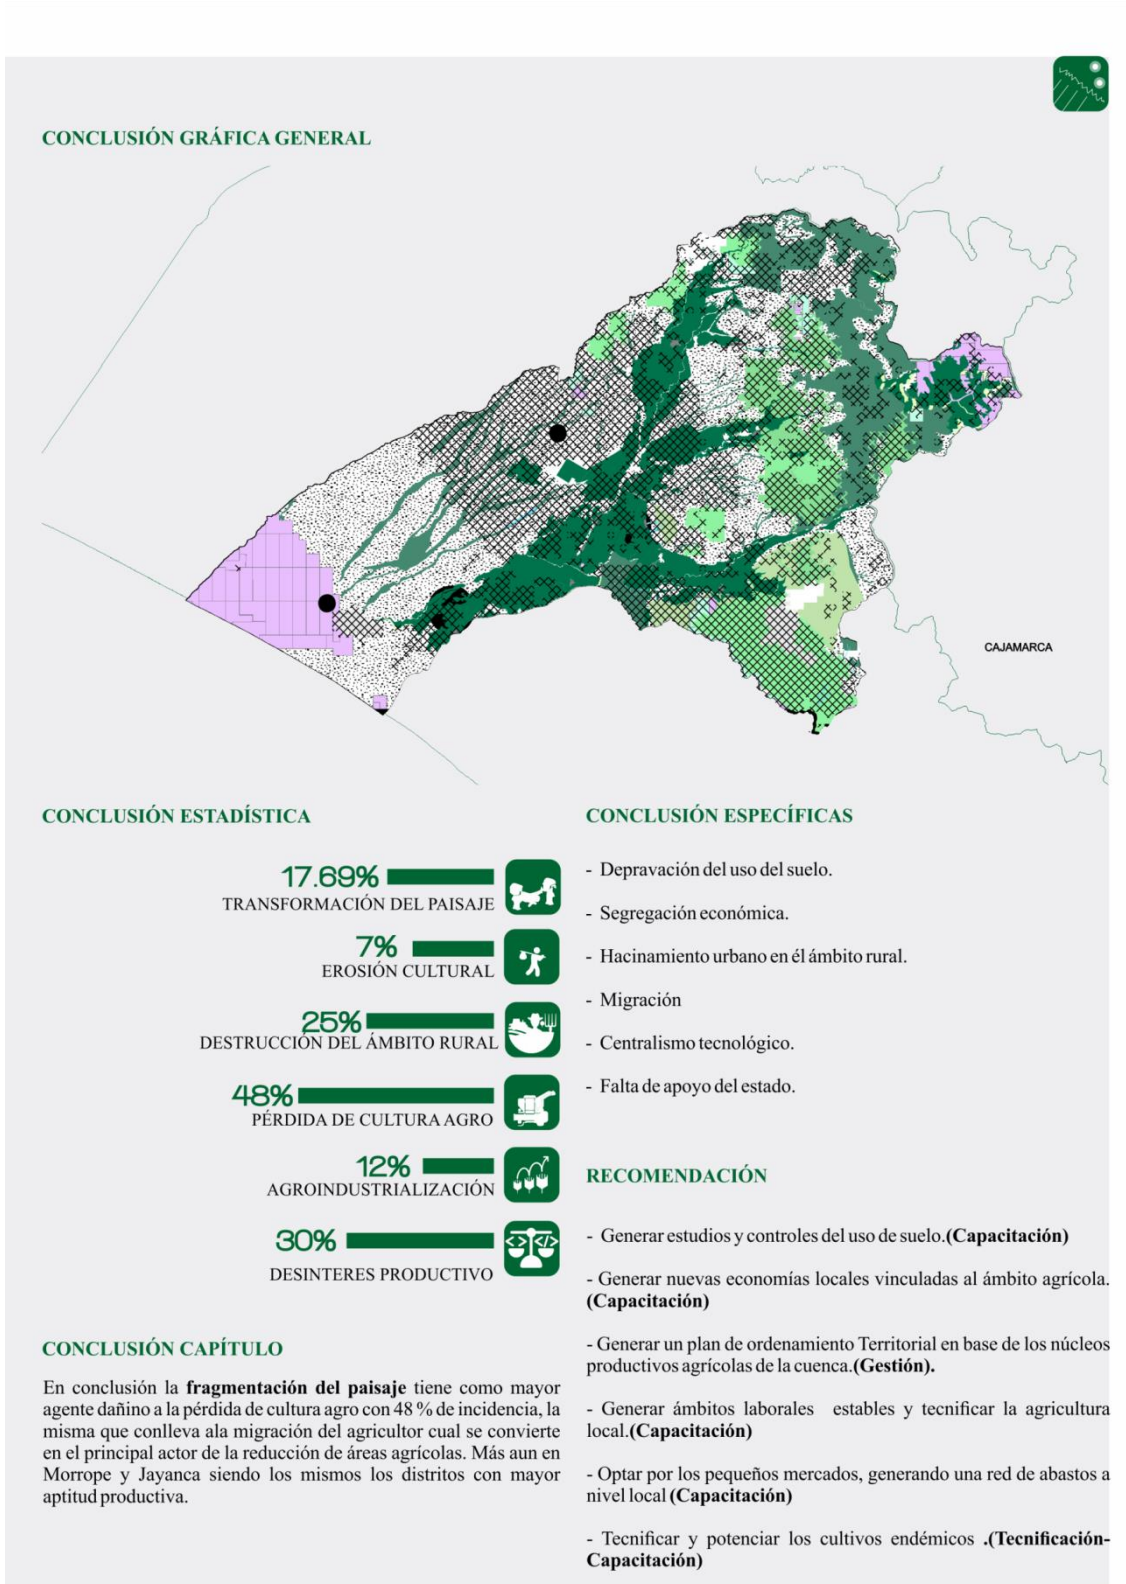 CONCLUSIÓN GRÁFICA GENERAL
CAJAMARCA
CONCLUSIÓN ESTADÍSTICA
17.69%
TRANSFORMACIÓN DEL PAISAJE
7%
EROSIÓN CULTURAL
25%
DESTRUCCIÓN DEL ÁMBITO RURAL
48%
PÉRDIDA DE CULTURA AGRO
12%
AGROINDUSTRIALIZACIÓN
30%
DESINTERES PRODUCTIVO
CONCLUSIÓN CAPÍTULO
En conclusión la fragmentación del paisaje tiene como mayor
agente dañino a la pérdida de cultura agro con 48 % de incidencia, la
misma que conlleva ala migración del agricultor cual se convierte
en el principal actor de la reducción de áreas agrícolas. Más aun en
Morrope y Jayanca siendo los mismos los distritos con mayor
aptitud productiva.
CONCLUSIÓN ESPECÍFICAS
- Depravación del uso del suelo.
- Segregación económica.
- Hacinamiento urbano en él ámbito rural.
- Migración
- Centralismo tecnológico.
- Falta de apoyo del estado.
RECOMENDACIÓN
- Generar estudios y controles del uso de suelo.(Capacitación)
- Generar nuevas economías locales vinculadas al ámbito agrícola.
(Capacitación)
- Generar un plan de ordenamiento Territorial en base de los núcleos
productivos agrícolas de la cuenca.(Gestión).
- Generar ámbitos laborales estables y tecnificar la agricultura
local.(Capacitación)
- Optar por los pequeños mercados, generando una red de abastos a
nivel local (Capacitación)
- Tecnificar y potenciar los cultivos endémicos .(Tecnificación-
Capacitación)